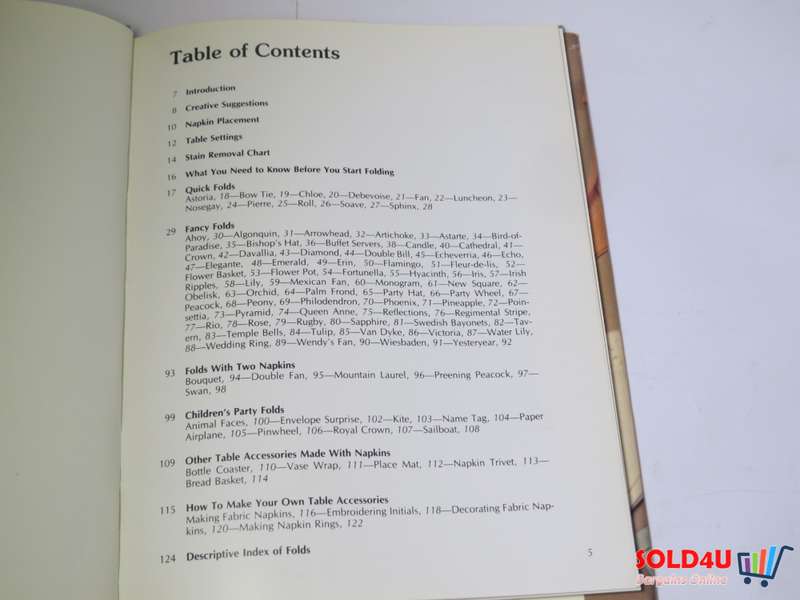 Table of Contents
7 Introduction
8 Creative Suggestions
10 Napkin Placement
12 Table Settings
14 Stain Removal Chart
16 What You Need to Know Before You Start Folding
17 Quick Folds
Astoria, 18—Bow Tie, 19—Chloe, 20—Debevoise, 21—Fan, 22—Luncheon, 23—
Nosegay, 24—Pierre, 25—Roll, 26—Soave, 27—Sphinx, 28
29 Fancy Folds
Ahoy, 30—Algonquin, 31—Arrowhead, 32—Artichoke, 33—Astarte, 34—Bird-of-
Paradise, 35—Bishop's Hat, 36—Buffet Servers, 38—Candle, 40—Cathedral, 41—
Crown, 42—Davallia, 43—Diamond, 44—Double Bill, 45—Echeverria, 46—Echo,
47—Elegante, 48—Emerald, 49—Erin, 50—Flamingo, 51—Fleur-de-lis, 52—
Flower Basket, 53—Flower Pot, 54—Fortunella, 55—Hyacinth, 56—Iris, 57—Irish
Ripples, 58—Lily, 59—Mexican Fan, 60—Monogram, 61—New Square, 62—
Obelisk, 63—Orchid, 64—Palm Frond, 65—Party Hat, 66—Party Wheel, 67—
Peacock, 68—Peony, 69—Philodendron, 70—Phoenix, 71—Pineapple, 72—Poin-
settia, 73—Pyramid, 74—Queen Anne, 75—Reflections, 76—Regimental Stripe,
77—Rio, 78—Rose, 79—Rugby, 80—Sapphire, 81—Swedish Bayonets, 82—Tav-
ern, 83—Temple Bells, 84—Tulip, 85—Van Dyke, 86—Victoria, 87—Water Lily,
88—Wedding Ring, 89—Wendy's Fan, 90—Wiesbaden, 91—Yesteryear, 92
93 Folds With Two Napkins
Bouquet, 94—Double Fan, 95—Mountain Laurel, 96—Preening Peacock, 97—
Swan, 98
99 Children's Party Folds
Animal Faces, 100—Envelope Surprise, 102—Kite, 103—Name Tag, 104—Paper
Airplane, 105—Pinwheel, 106—Royal Crown, 107—Sailboat, 108
109 Other Table Accessories Made With Napkins
Bottle Coaster, 110—Vase Wrap, 111—Place Mat, 112—Napkin Trivet, 113—
Bread Basket, 114
115 How To Make Your Own Table Accessories
Making Fabric Napkins, 116—Embroidering Initials, 118—Decorating Fabric Nap-
kins, 120—Making Napkin Rings, 122
124 Descriptive Index of Folds
5
SOLD4U
Bargains Online